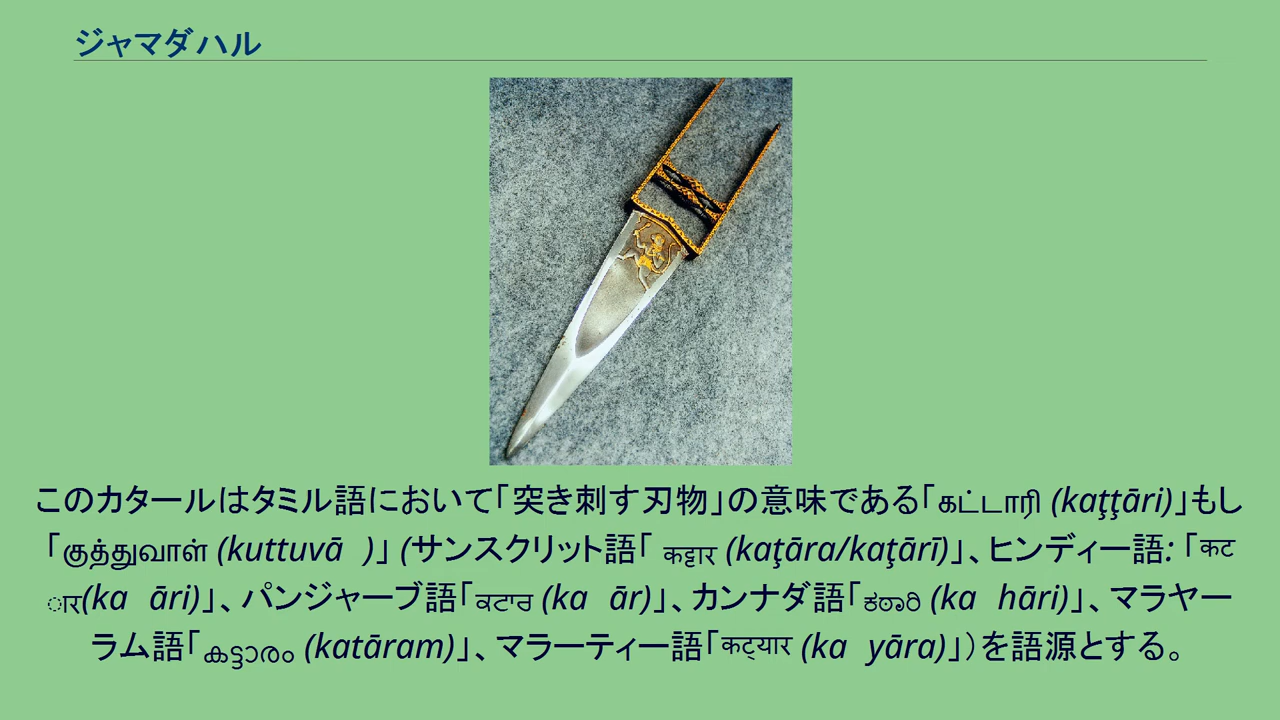 ジャマダハル
このカタールはタミル語において「突き刺す刃物」の意味である「கட்டாரி (kaţţāri)」もし
「குத்துவாள் (kuttuvā )」 (サンスクリット語「 कट्टार (kaţāra/kaţārī)」、ヒンディー語: 「कट
ार(ka āri)」、パンジャーブ語「ਕਟਾਰ (ka ār)」、カンナダ語「ಕಠಾರಿ (ka hāri)」、マラヤー
ラム語「കട്ടാരം (katāram)」、マラーティー語「कट्यार (ka yāra)」）を語源とする。